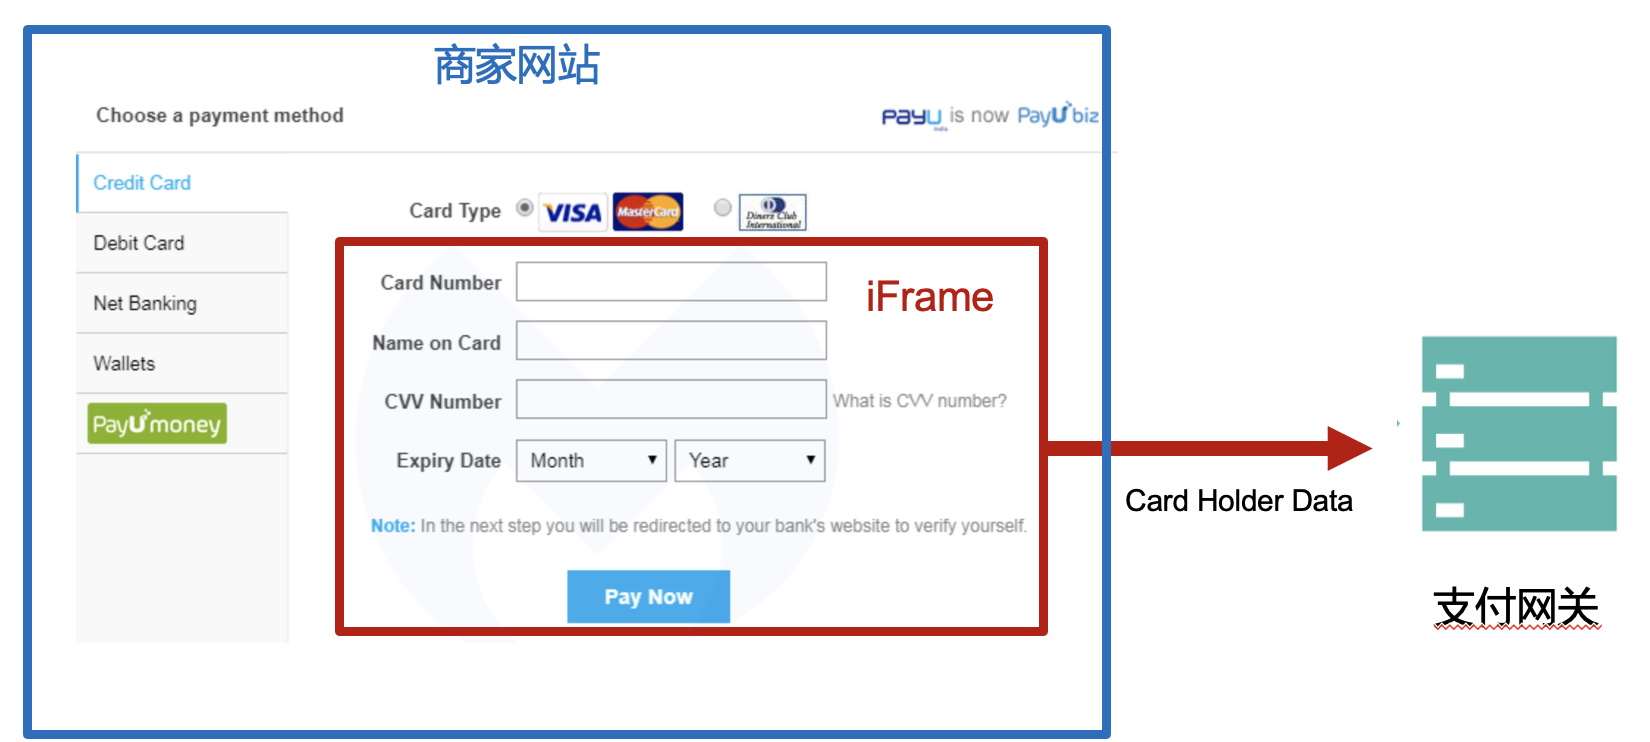 商家网站
Choose a payment method
PayU india is now PayU biz
Credit Card
Debit Card
Net Banking
Wallets
PayUmoney
Card Type VISA MasterCard Diners Club International
Card Number
iFrame
Name on Card
CVV Number What is CVV number?
Expiry Date Month Year
Note: In the next step you will be redirected to your bank's website to verify yourself.
Pay Now
Card Holder Data
支付网关